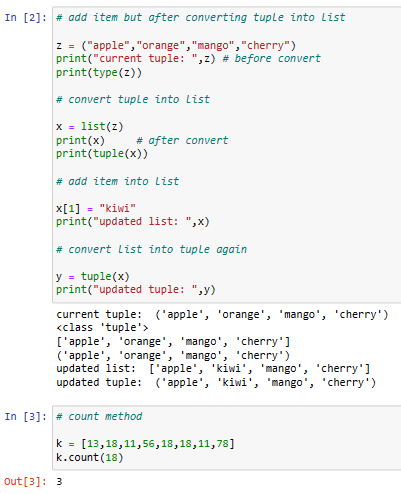 In [2]: # add item but after converting tuple into list
z = ("apple","orange","mango","cherry")
print("current tuple: ",z) # before convert
print(type(z))
# convert tuple into list
x = list(z)
print(x)     # after convert
print(tuple(x))
# add item into list
x[1] = "kiwi"
print("updated list: ",x)
# convert list into tuple again
y = tuple(x)
print("updated tuple: ",y)
current tuple:  ('apple', 'orange', 'mango', 'cherry')
<class 'tuple'>
['apple', 'orange', 'mango', 'cherry']
('apple', 'orange', 'mango', 'cherry')
updated list:  ['apple', 'kiwi', 'mango', 'cherry']
updated tuple:  ('apple', 'kiwi', 'mango', 'cherry')
In [3]: # count method
k = [13,18,11,56,18,18,11,78]
k.count(18)
Out[3]: 3